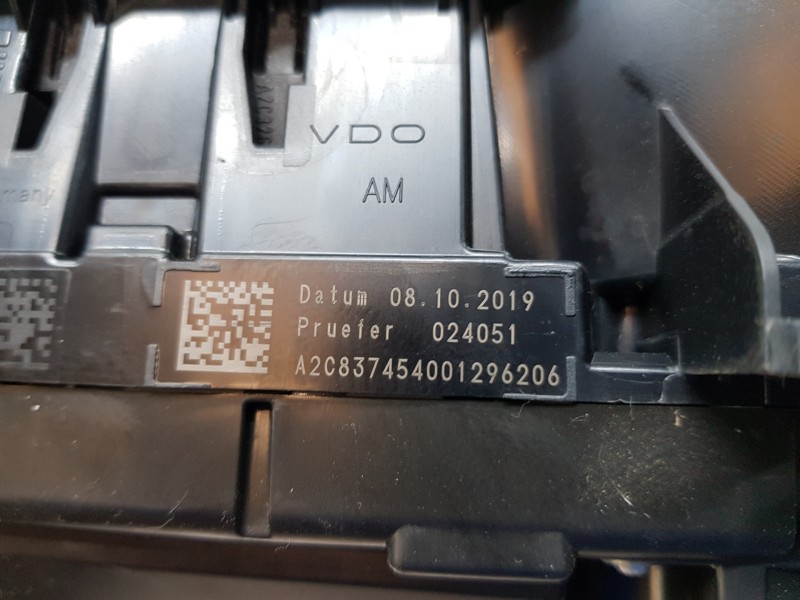 VDO
AM
Datum 08.10.2019
Pruefer 024051
A2C837454001296206